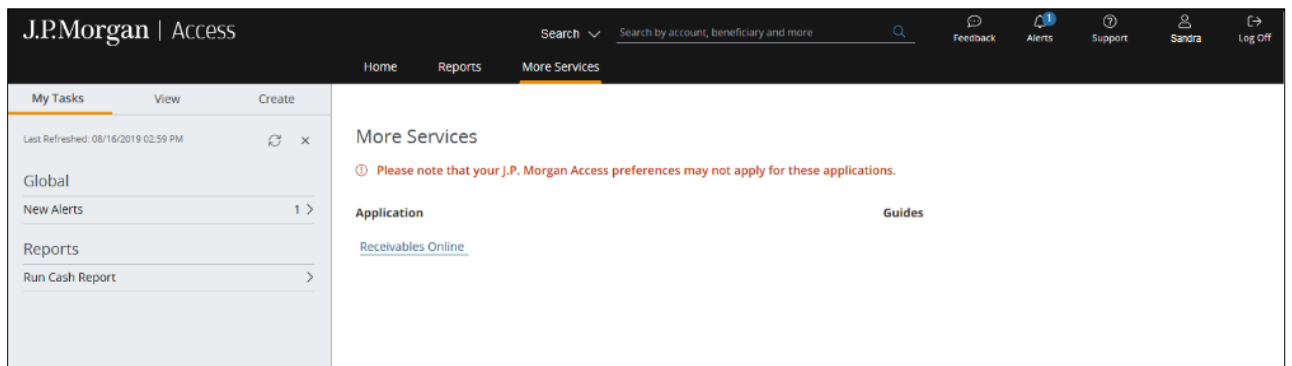 J.P.Morgan | Access
Search
Search by account, beneficiary and more
1
Feedback
Alerts
Support
Sandra
Log Off
Home
Reports
More Services
My Tasks
View
Create
Last Refreshed: 08/16/2019 02:59 PM
Global
New Alerts 1
Reports
Run Cash Report
More Services
Please note that your J.P. Morgan Access preferences may not apply for these applications.
Application
Guides
Receivables Online